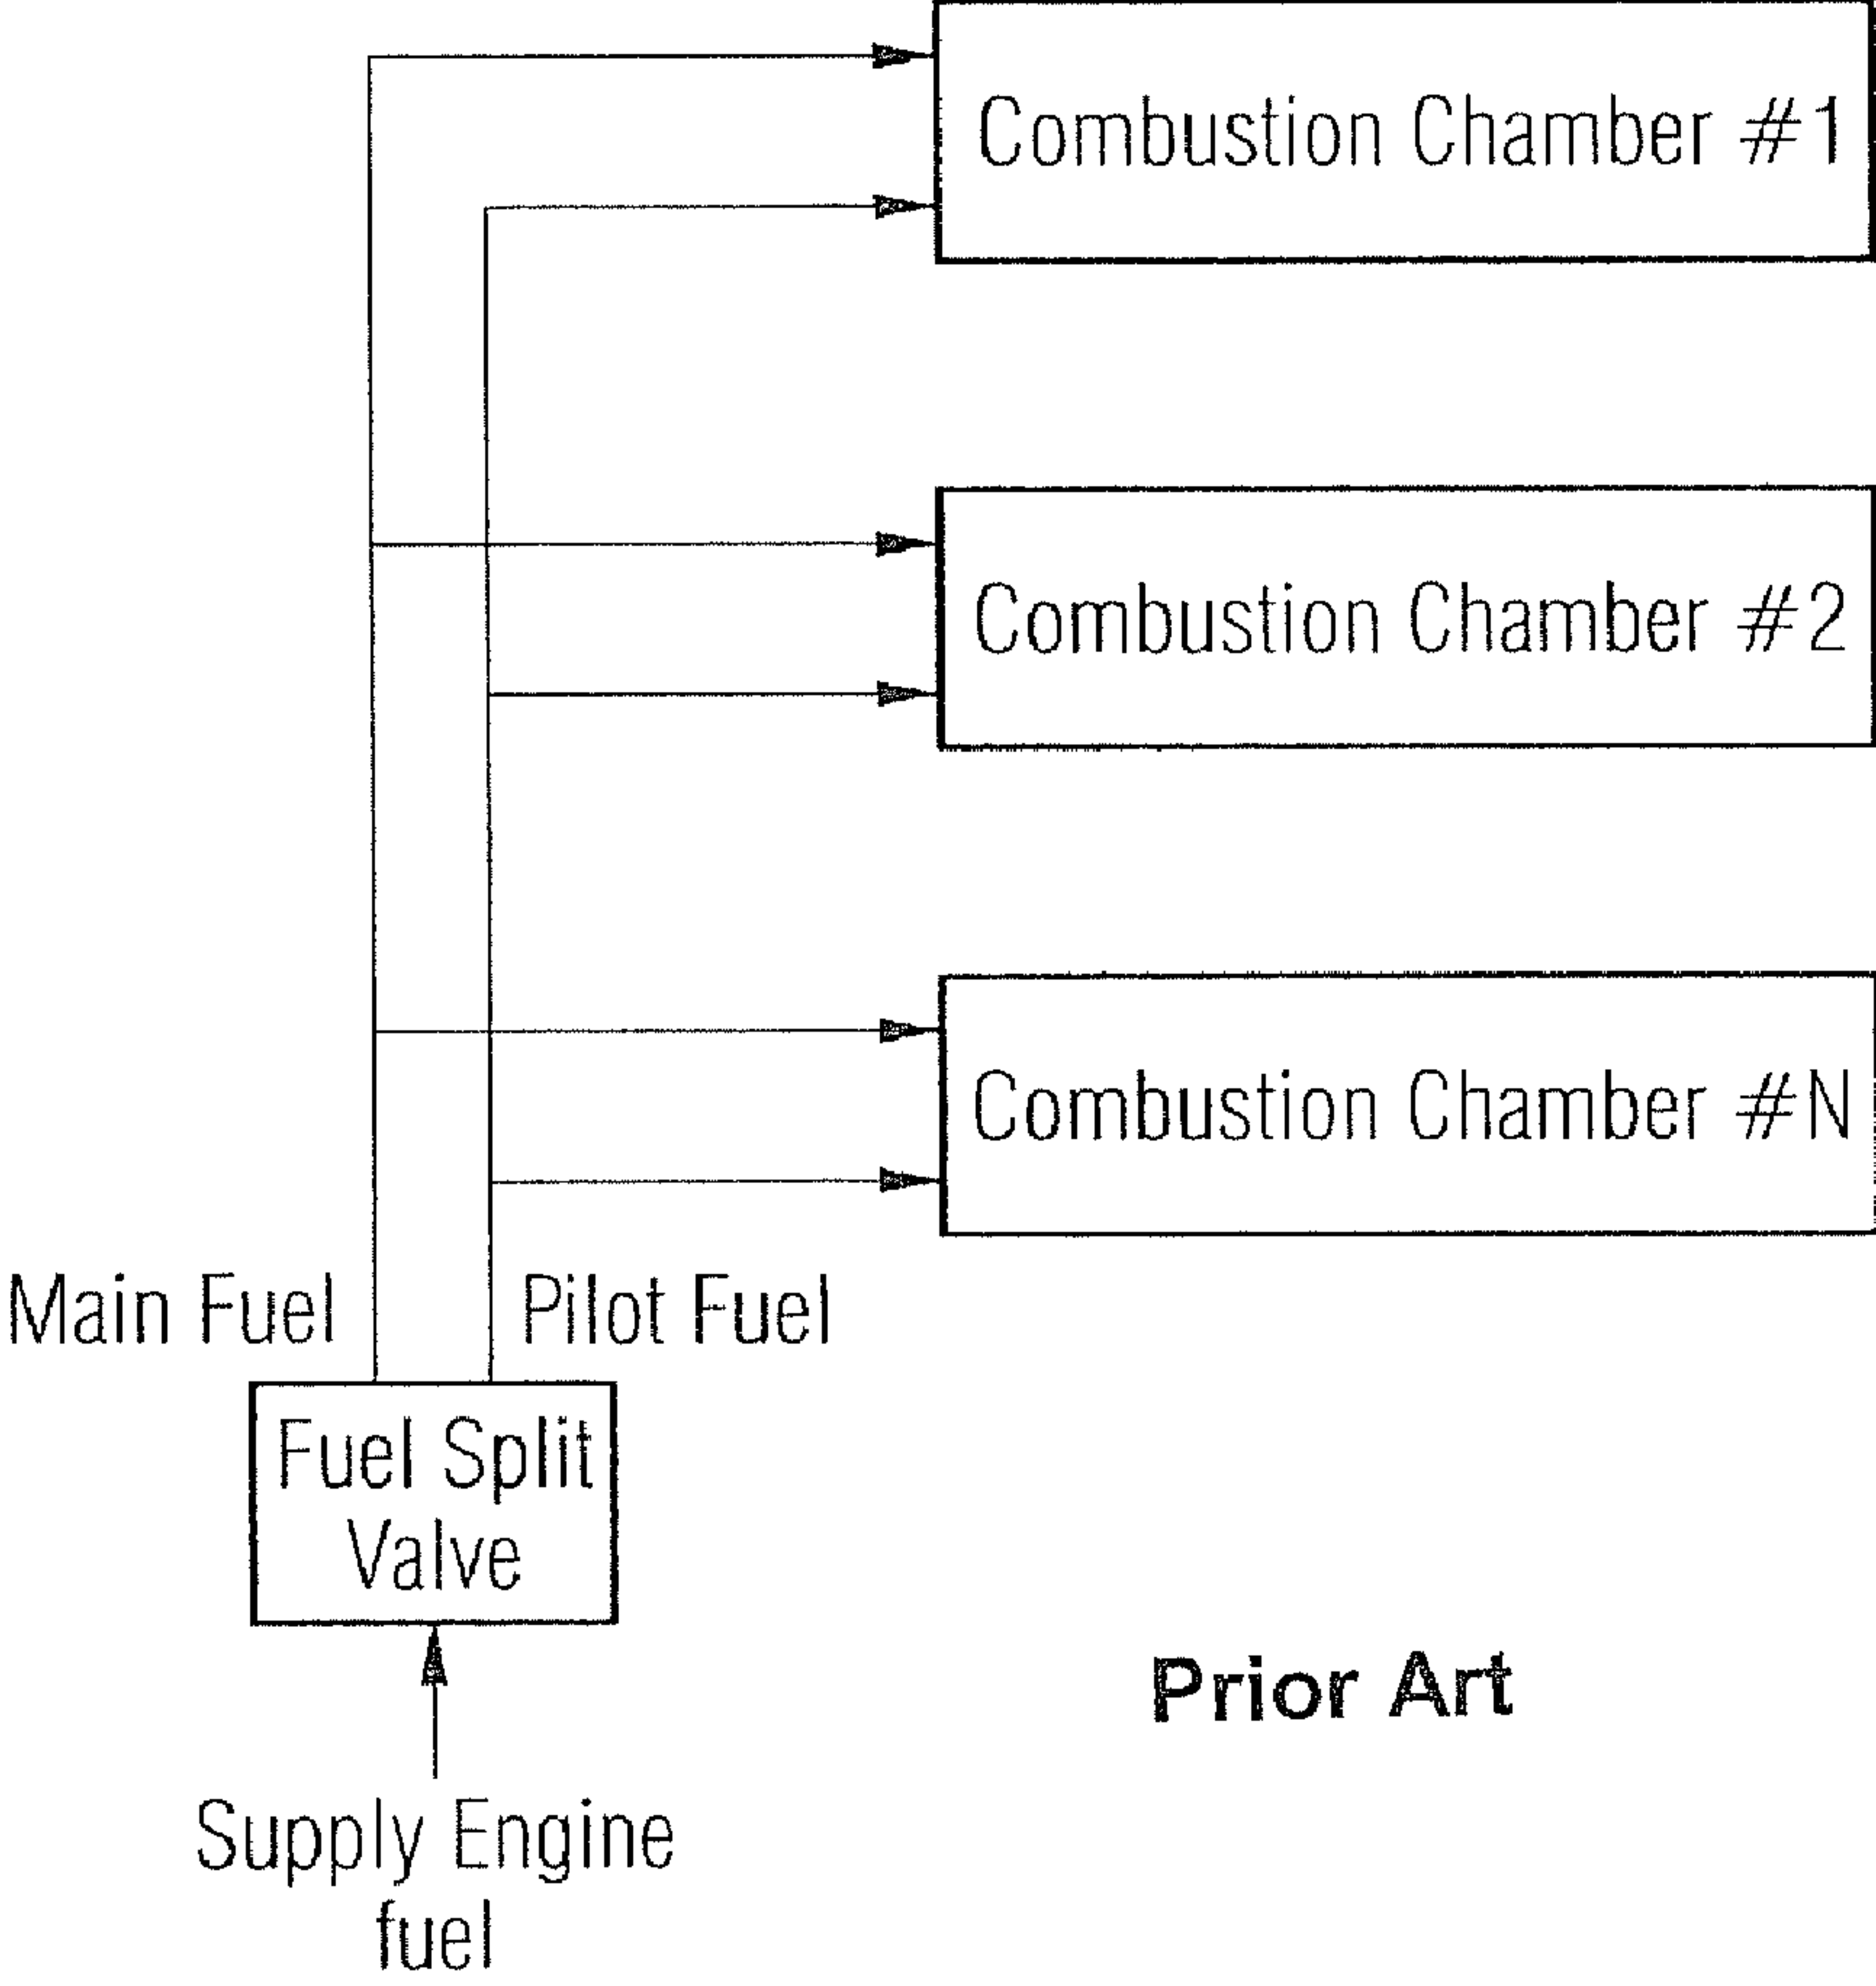 Combustion Chamber #1
Combustion Chamber #2
Combustion Chamber #N
Main Fuel
Pilot Fuel
Fuel Split
Valve
Supply Engine
fuel
Prior Art